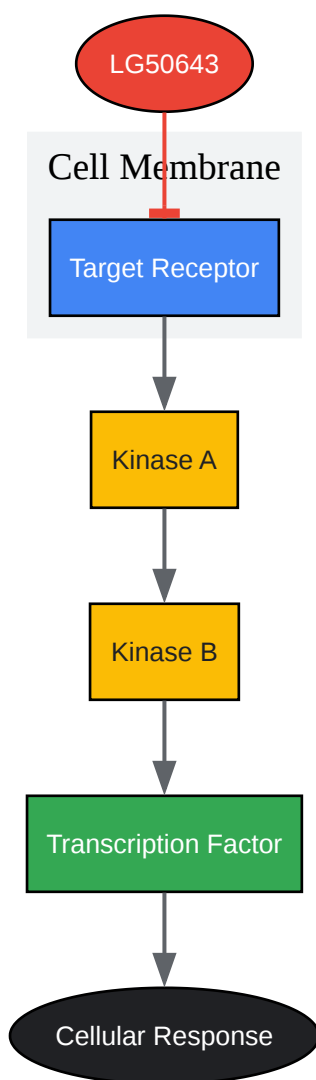 LG50643
Cell Membrane
Target Receptor
Kinase A
Kinase B
Transcription Factor
Cellular Response